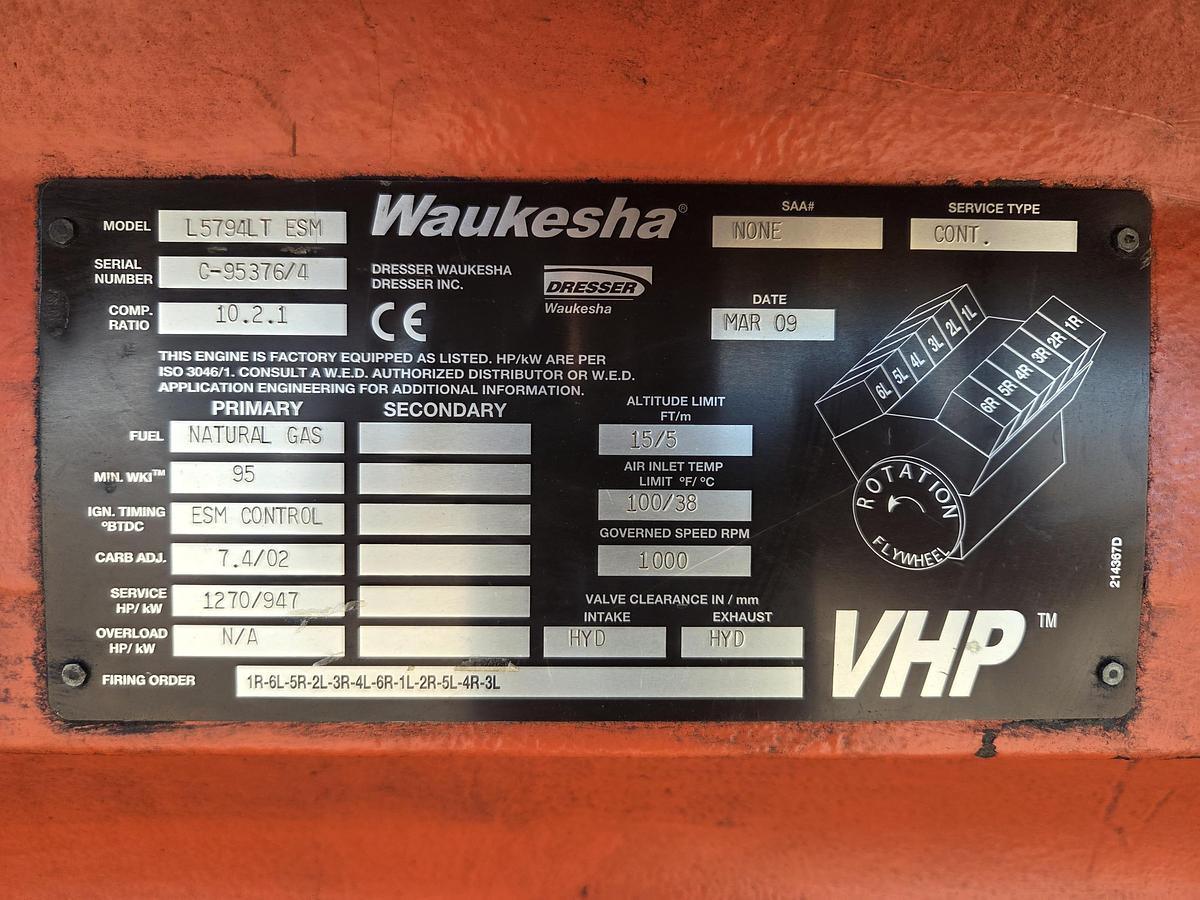 MODEL L5794LT ESM
Waukesha®
SAA#
NONE
SERVICE TYPE
CONT.
SERIAL
NUMBER C-95376/4
DRESSER WAUKESHA
DRESSER INC.
DRESSER
Waukesha
COMP.
RATIO 10.2.1
CE
DATE
MAR 09
THIS ENGINE IS FACTORY EQUIPPED AS LISTED. HP/kW ARE PER
ISO 3046/1. CONSULT A W.E.D. AUTHORIZED DISTRIBUTOR OR W.E.D.
APPLICATION ENGINEERING FOR ADDITIONAL INFORMATION.
PRIMARY SECONDARY
FUEL NATURAL GAS
MIN. WKI™ 95
IGN. TIMING
ºBTDC ESM CONTROL
CARB ADJ. 7.4/02
SERVICE
HP/kW 1270/947
OVERLOAD
HP/kW N/A
ALTITUDE LIMIT
FT/m
15/5
AIR INLET TEMP
LIMIT ºF/ºC
100/38
GOVERNED SPEED RPM
1000
VALVE CLEARANCE IN / mm
INTAKE EXHAUST
HYD HYD
FIRING ORDER 1R-6L-5R-2L-3R-4L-6R-1L-2R-5L-4R-3L
6L 5L 4L 3L 2L 1L
6R 5R 4R 3R 2R 1R
ROTATION
FLYWHEEL
214367D
VHP™